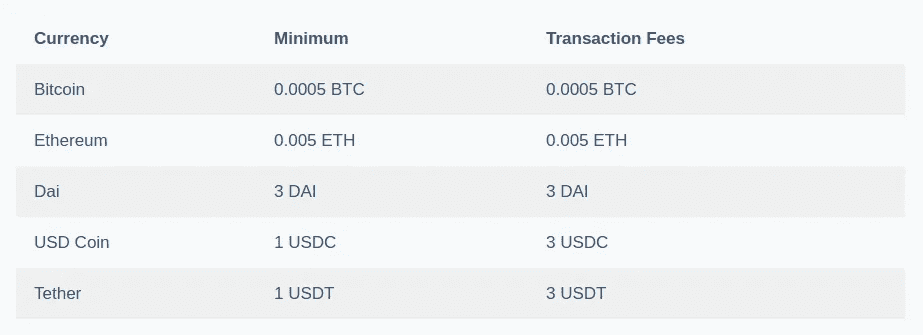 Currency Minimum Transaction Fees
Bitcoin 0.0005 BTC 0.0005 BTC
Ethereum 0.005 ETH 0.005 ETH
Dai 3 DAI 3 DAI
USD Coin 1 USDC 3 USDC
Tether 1 USDT 3 USDT